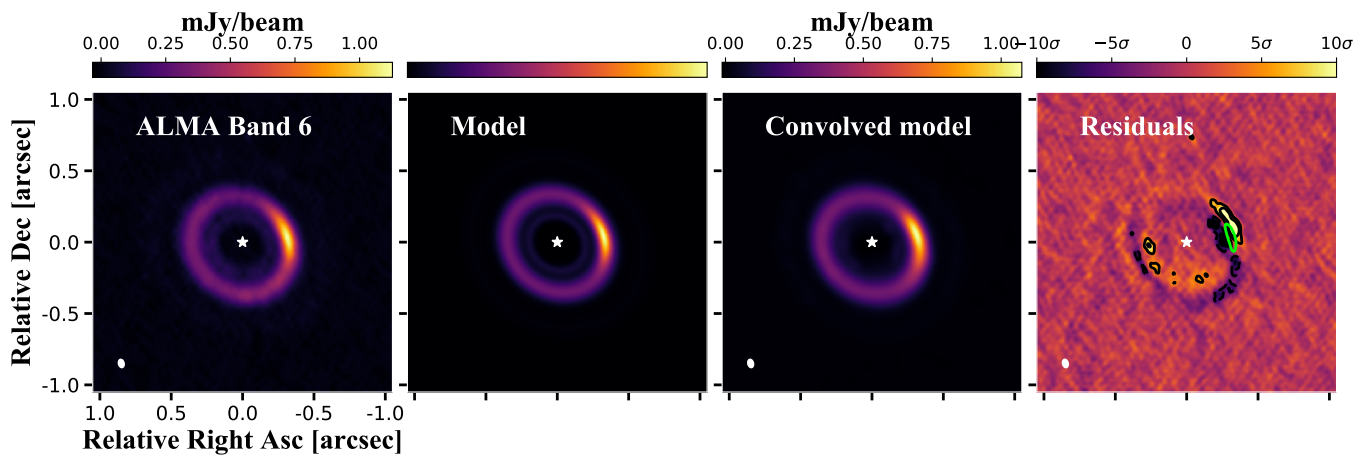 mJy/beam mJy/beam
0.00 0.25 0.50 0.75 1.00 0.00 0.25 0.50 0.75 1.00 −10σ −5σ 0 5σ 10σ
ALMA Band 6 Model Convolved model Residuals
Relative Dec [arcsec]
1.0
0.5
0.0
-0.5
-1.0
1.0 0.5 0.0 -0.5 -1.0
Relative Right Asc [arcsec]